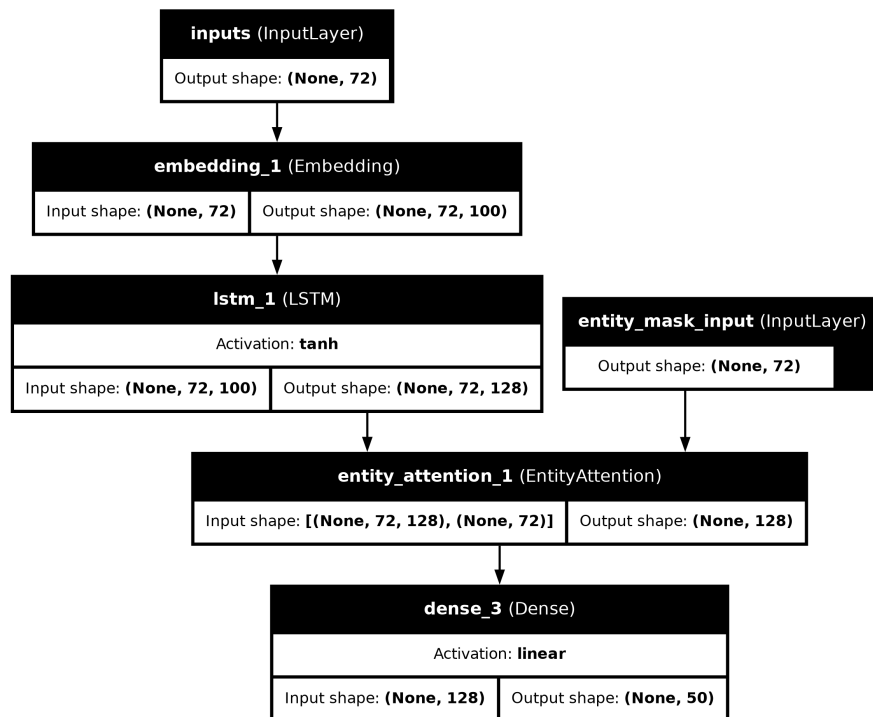 inputs (InputLayer)
Output shape: (None, 72)
embedding_1 (Embedding)
Input shape: (None, 72)
Output shape: (None, 72, 100)
lstm_1 (LSTM)
Activation: tanh
Input shape: (None, 72, 100)
Output shape: (None, 72, 128)
entity_mask_input (InputLayer)
Output shape: (None, 72)
entity_attention_1 (EntityAttention)
Input shape: [(None, 72, 128), (None, 72)]
Output shape: (None, 128)
dense_3 (Dense)
Activation: linear
Input shape: (None, 128)
Output shape: (None, 50)